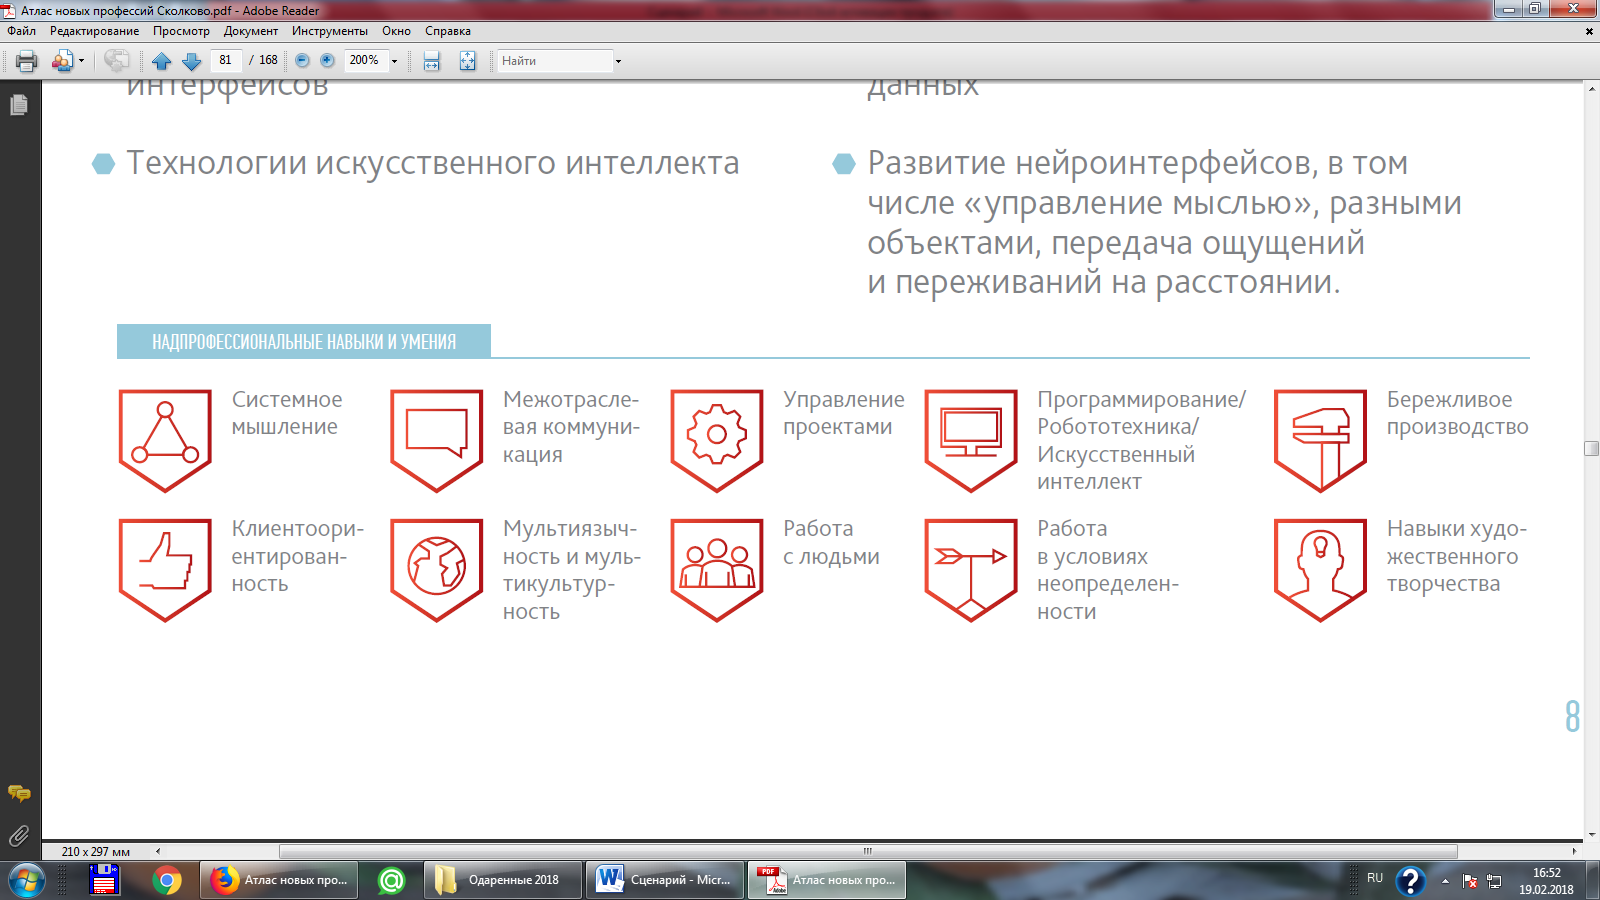 Атлас новых профессий Сколково.pdf - Adobe Reader
Файл Редактирование Просмотр Документ Инструменты Окно Справка
81 / 168 200% Найти
интерфейсов
данных
Технологии искусственного интеллекта
Развитие нейроинтерфейсов, в том
числе «управление мыслью», разными
объектами, передача ощущений
и переживаний на расстоянии.
НАДПРОФЕССИОНАЛЬНЫЕ НАВЫКИ И УМЕНИЯ
Системное
мышление
Межотрасле-
вая коммуни-
кация
Управление
проектами
Программирование/
Робототехника/
Искусственный
интеллект
Бережливое
производство
Клиентоори-
ентирован-
ность
Мультиязыч-
ность и муль-
тикультур-
ность
Работа
с людьми
Работа
в условиях
неопределен-
ности
Навыки худо-
жественного
творчества
8
210 x 297 мм
Атлас новых про...
Одаренные 2018
Сценарий - Micr...
PDF
Adobe
Атлас новых про...
RU
16:52
19.02.2018